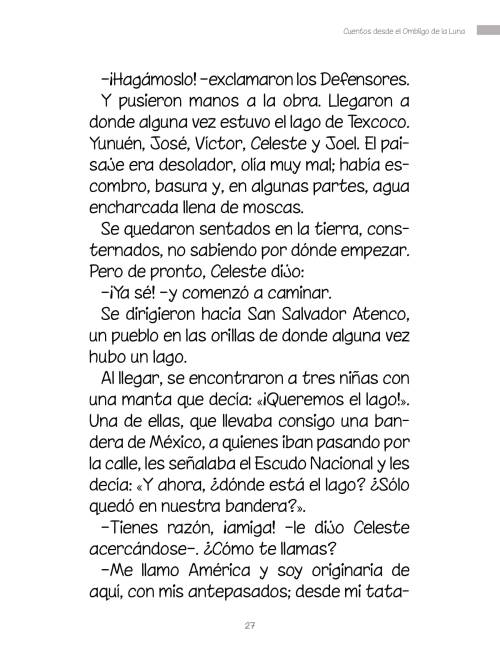 Cuentos desde el Ombligo de la Luna
–¡Hagámoslo! –exclamaron los Defensores.
Y pusieron manos a la obra. Llegaron a
donde alguna vez estuvo el lago de Texcoco.
Yunuén, José, Víctor, Celeste y Joel. El pai-
saje era desolador, olía muy mal; había es-
combro, basura y, en algunas partes, agua
encharcada llena de moscas.
Se quedaron sentados en la tierra, cons-
ternados, no sabiendo por dónde empezar.
Pero de pronto, Celeste dijo:
–¡Ya sé! –y comenzó a caminar.
Se dirigieron hacia San Salvador Atenco,
un pueblo en las orillas de donde alguna vez
hubo un lago.
Al llegar, se encontraron a tres niñas con
una manta que decía: «¡Queremos el lago!».
Una de ellas, que llevaba consigo una ban-
dera de México, a quienes iban pasando por
la calle, les señalaba el Escudo Nacional y les
decía: «Y ahora, ¿dónde está el lago? ¿Sólo
quedó en nuestra bandera?».
–Tienes razón, ¡amiga! –le dijo Celeste
acercándose–. ¿Cómo te llamas?
–Me llamo América y soy originaria de
aquí, con mis antepasados; desde mi tata-
27